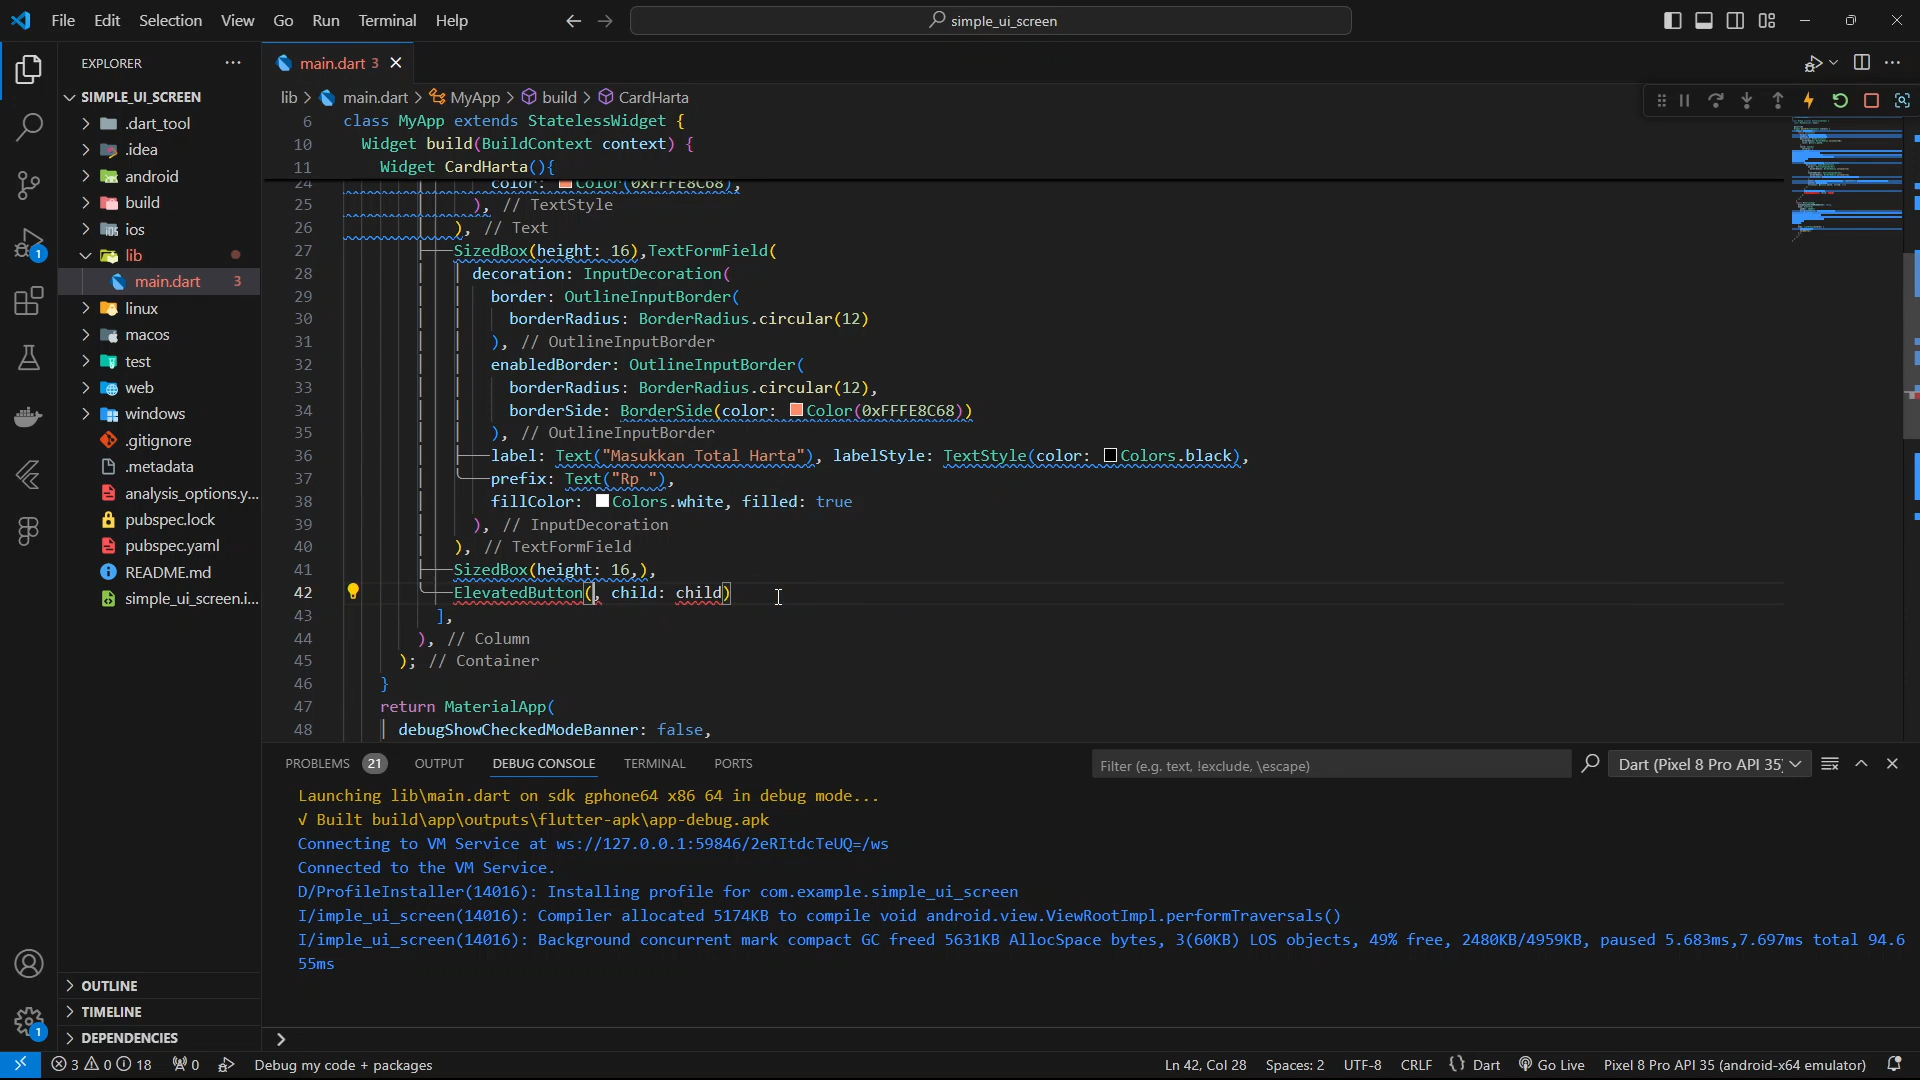 File Edit Selection View Go Run Terminal Help
simple_ui_screen
EXPLORER
SIMPLE_UI_SCREEN
.dart_tool
.idea
android
build
ios
lib
main.dart 3
linux
macos
test
web
windows
.gitignore
.metadata
analysis_options.y...
pubspec.lock
pubspec.yaml
README.md
simple_ui_screen.i...
OUTLINE
TIMELINE
DEPENDENCIES
1
1
main.dart 3
lib > main.dart > MyApp > build > CardHarta
6 class MyApp extends StatelessWidget {
10 Widget build(BuildContext context) {
11 Widget CardHarta(){
24 color: Color(0xFFFE8C68),
25 ), // TextStyle
26 ), // Text
27 SizedBox(height: 16),TextFormField(
28 decoration: InputDecoration(
29 border: OutlineInputBorder(
30 borderRadius: BorderRadius.circular(12)
31 ), // OutlineInputBorder
32 enabledBorder: OutlineInputBorder(
33 borderRadius: BorderRadius.circular(12),
34 borderSide: BorderSide(color: Color(0xFFFE8C68))
35 ), // OutlineInputBorder
36 label: Text("Masukkan Total Harta"), labelStyle: TextStyle(color: Colors.black),
37 prefix: Text("Rp "),
38 fillColor: Colors.white, filled: true
39 ), // InputDecoration
40 ), // TextFormField
41 SizedBox(height: 16,),
42 ElevatedButton(, child: child)
43 ],
44 ), // Column
45 ); // Container
46 }
47 return MaterialApp(
48 debugShowCheckedModeBanner: false,
PROBLEMS 21 OUTPUT DEBUG CONSOLE TERMINAL PORTS
Filter (e.g. text, !exclude, \escape)
Dart (Pixel 8 Pro API 35)
Launching lib\main.dart on sdk gphone64 x86 64 in debug mode...
√ Built build\app\outputs\flutter-apk\app-debug.apk
Connecting to VM Service at ws://127.0.0.1:59846/2eRItdcTeUQ=/ws
Connected to the VM Service.
D/ProfileInstaller(14016): Installing profile for com.example.simple_ui_screen
I/imple_ui_screen(14016): Compiler allocated 5174KB to compile void android.view.ViewRootImpl.performTraversals()
I/imple_ui_screen(14016): Background concurrent mark compact GC freed 5631KB AllocSpace bytes, 3(60KB) LOS objects, 49% free, 2480KB/4959KB, paused 5.683ms,7.697ms total 94.6
55ms
3 0 18 0 Debug my code + packages Ln 42, Col 28 Spaces: 2 UTF-8 CRLF {} Dart Go Live Pixel 8 Pro API 35 (android-x64 emulator)